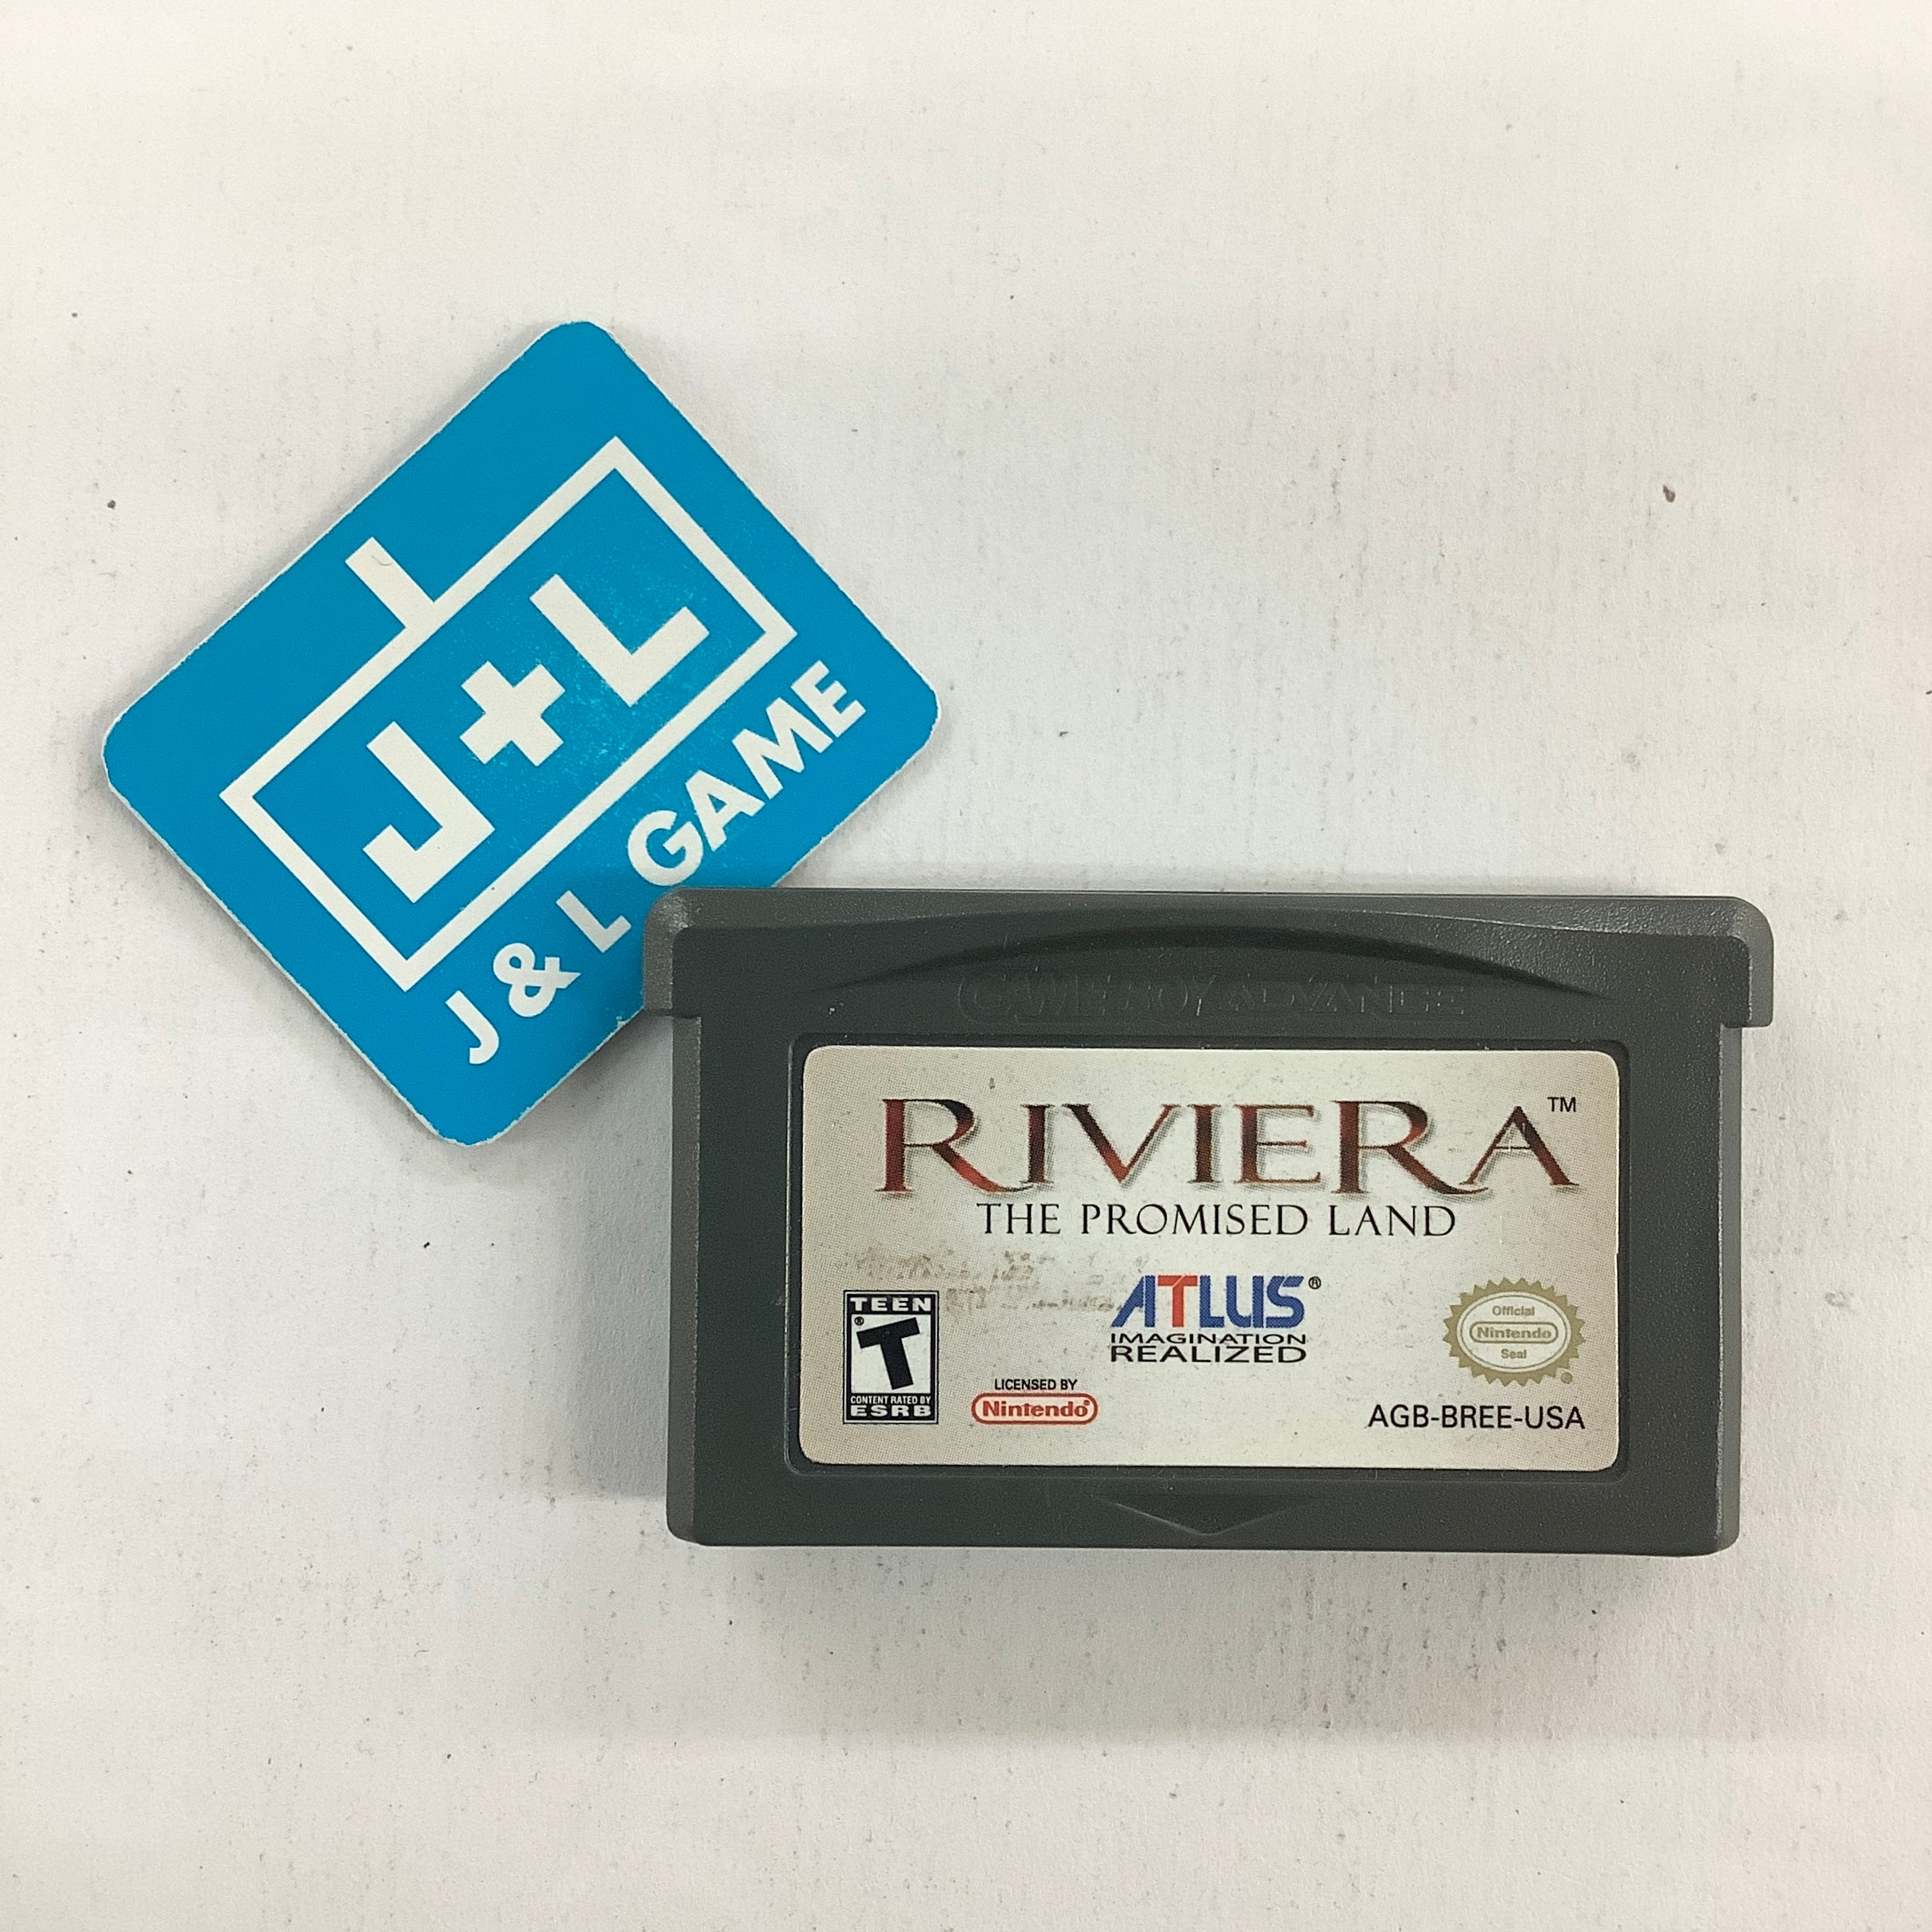 J+L
J & L GAME
GAME BOY ADVANCE
RIVIERA™
THE PROMISED LAND
TEEN
T®
CONTENT RATED BY
ESRB
ATLUS®
IMAGINATION
REALIZED
LICENSED BY
Nintendo®
Official
Nintendo
Seal
®
AGB-BREE-USA